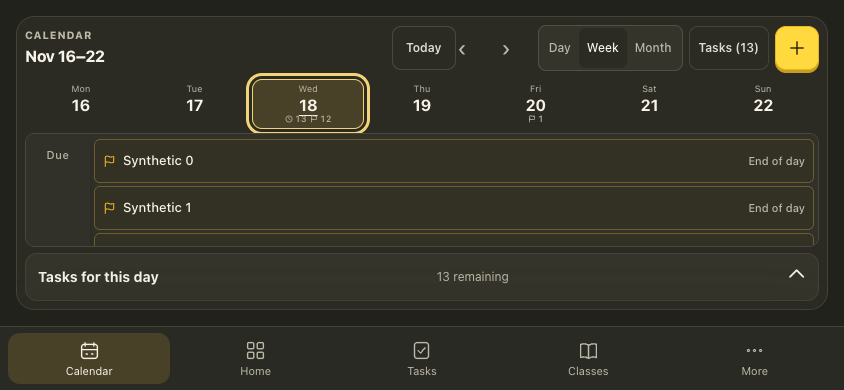 CALENDAR
Nov 16–22
Today
Day Week Month
Tasks (13)
Mon Tue Wed Thu Fri Sat Sun
16 17 18 19 20 21 22
13 12 1
Due
Synthetic 0 End of day
Synthetic 1 End of day
Tasks for this day 13 remaining
Calendar Home Tasks Classes More